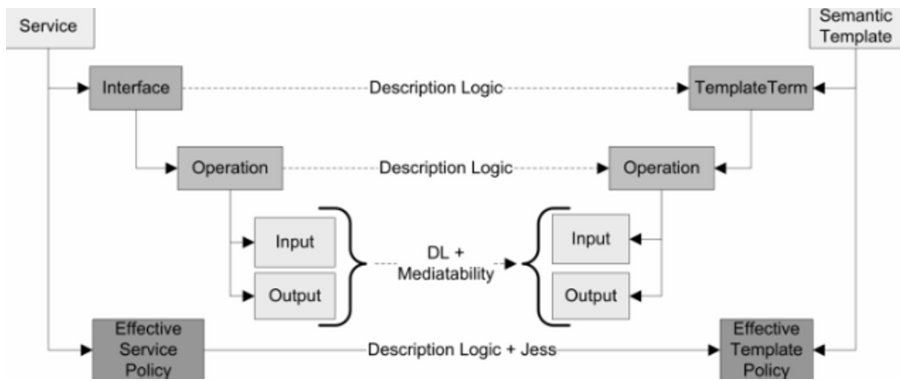 Service
Semantic
Template
Interface
Description Logic
TemplateTerm
Operation
Description Logic
Operation
Input
Output
DL +
Mediatability
Input
Output
Effective
Service
Policy
Description Logic + Jess
Effective
Template
Policy